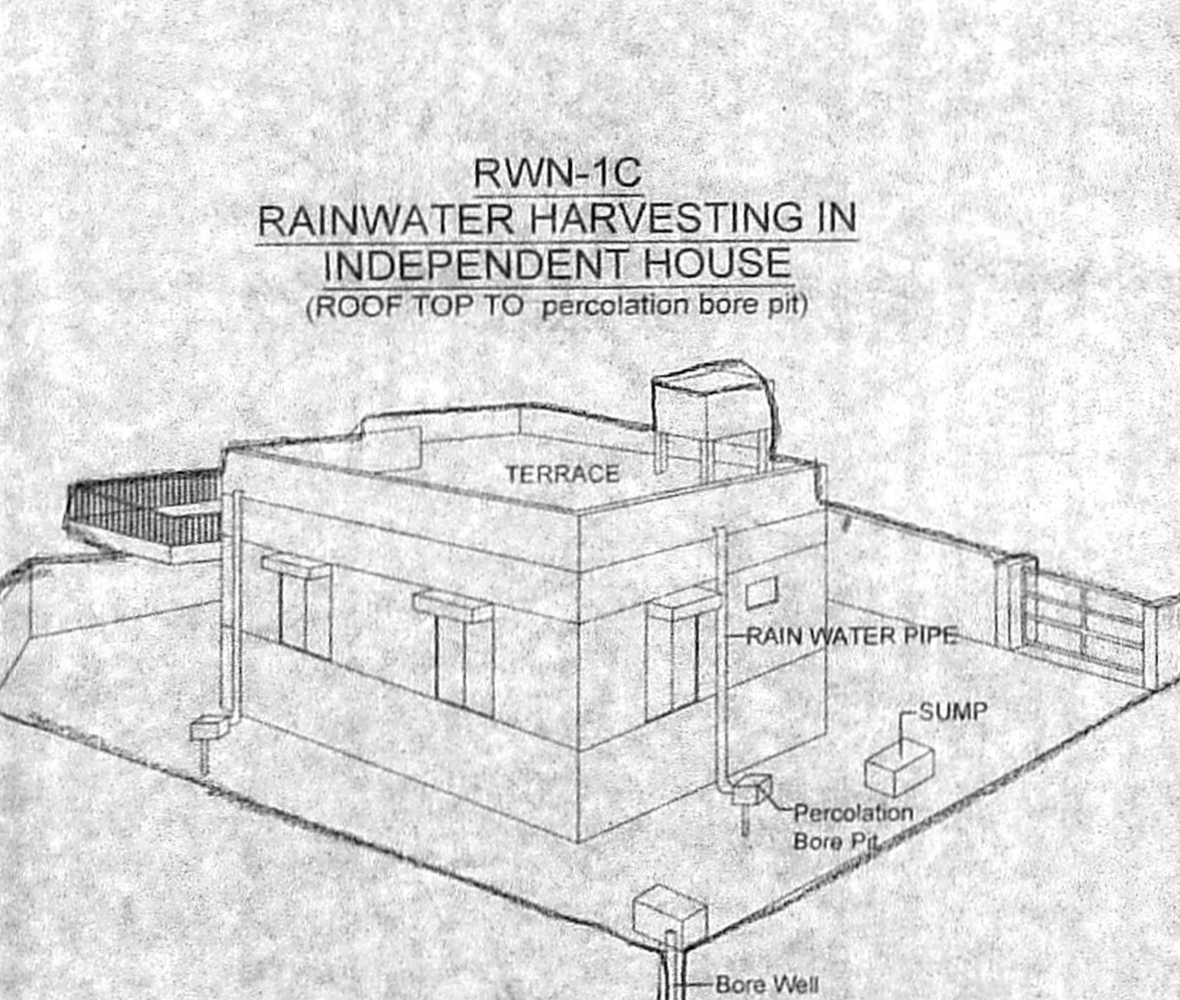 RWN-1C
RAINWATER HARVESTING IN
INDEPENDENT HOUSE
(ROOF TOP TO percolation bore pit)
TERRACE
RAIN WATER PIPE
SUMP
Percolation
Bore Pit
Bore Well